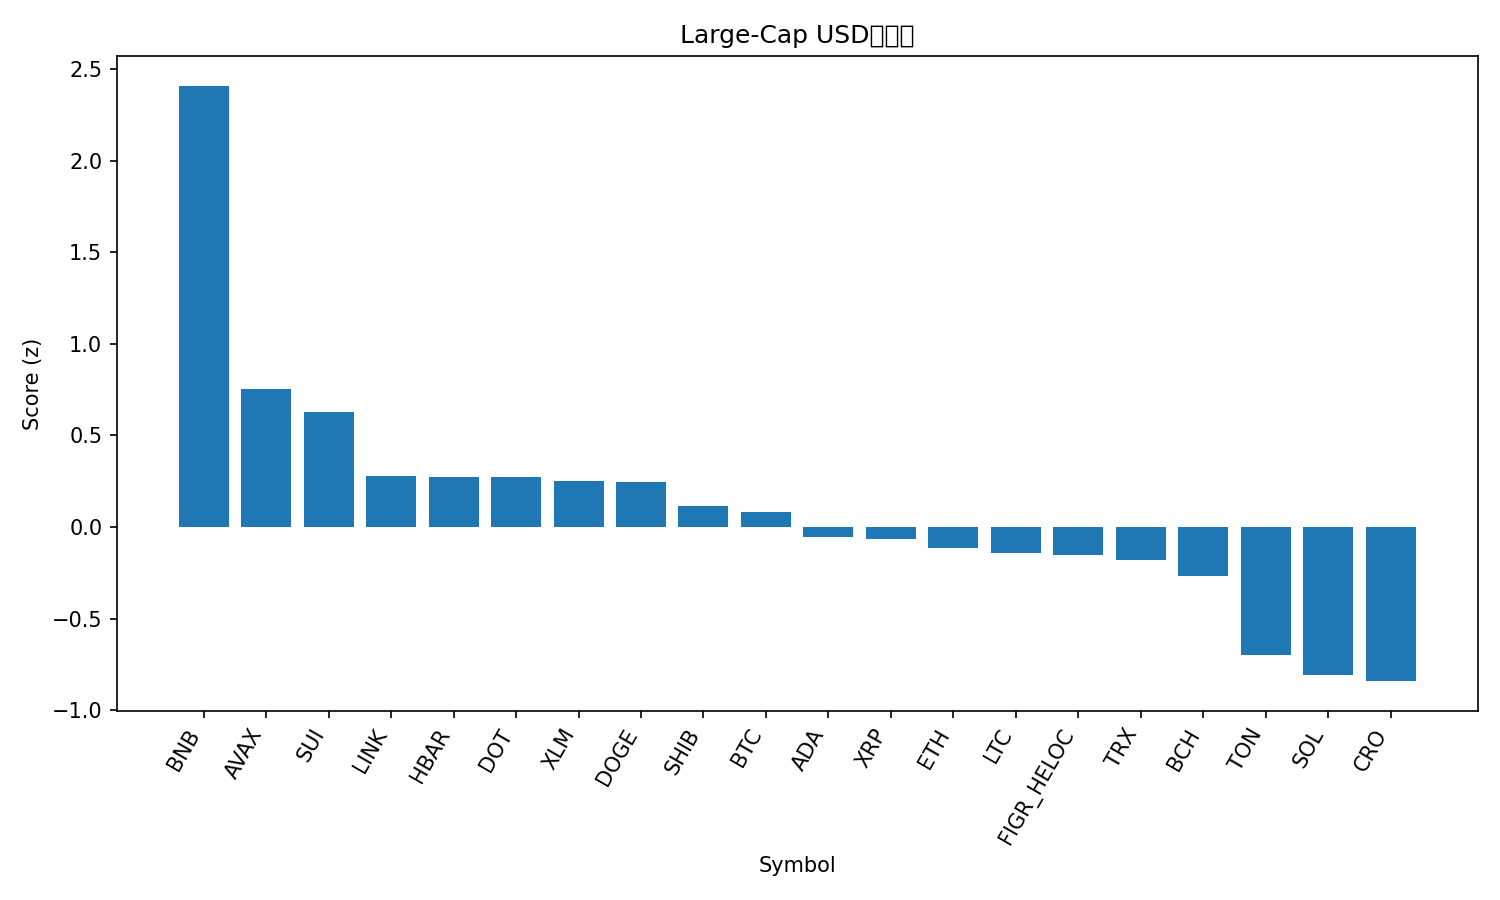 Large-Cap USD
Score (z)
2.5
2.0
1.5
1.0
0.5
0.0
−0.5
−1.0
BNB
AVAX
SUI
LINK
HBAR
DOT
XLM
DOGE
SHIB
BTC
ADA
XRP
ETH
LTC
FIGR_HELOC
TRX
BCH
TON
SOL
CRO
Symbol